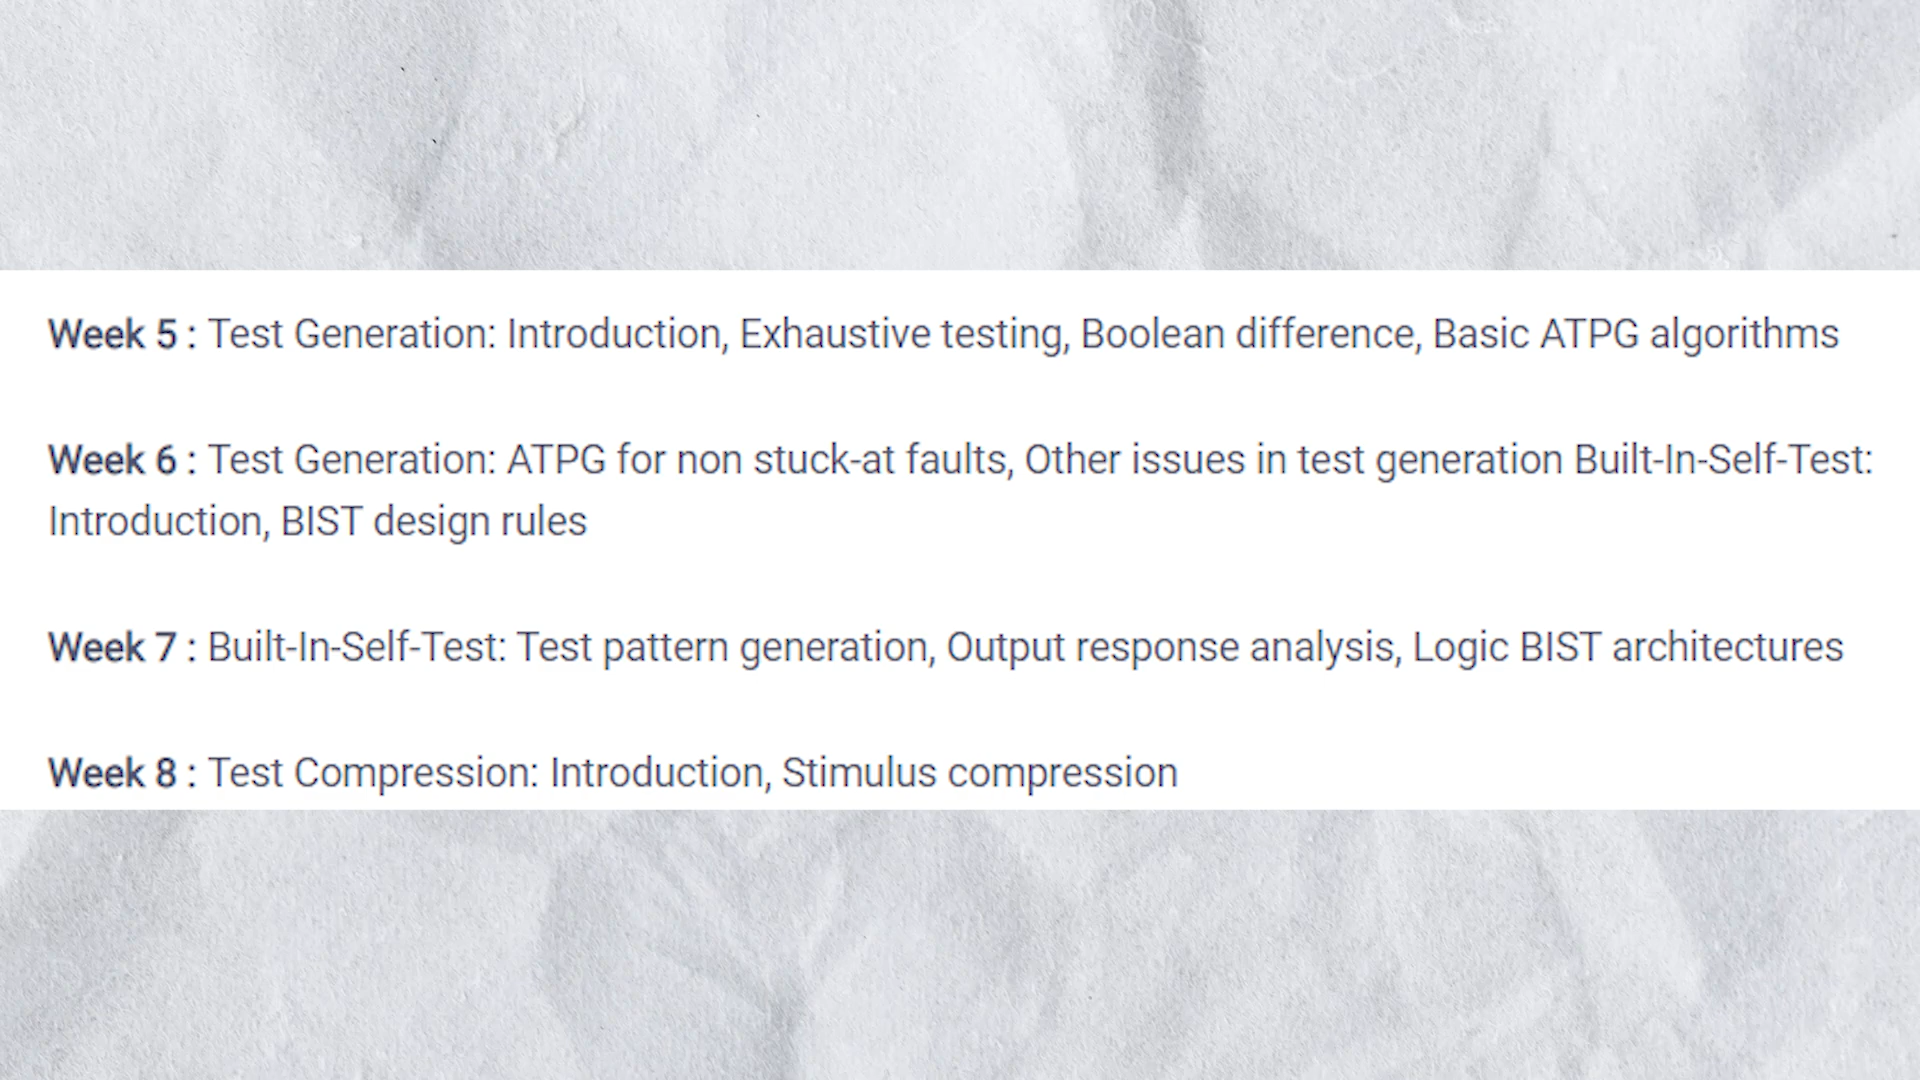 Week 5 : Test Generation: Introduction, Exhaustive testing, Boolean difference, Basic ATPG algorithms
Week 6 : Test Generation: ATPG for non stuck-at faults, Other issues in test generation Built-In-Self-Test:
Introduction, BIST design rules
Week 7 : Built-In-Self-Test: Test pattern generation, Output response analysis, Logic BIST architectures
Week 8 : Test Compression: Introduction, Stimulus compression